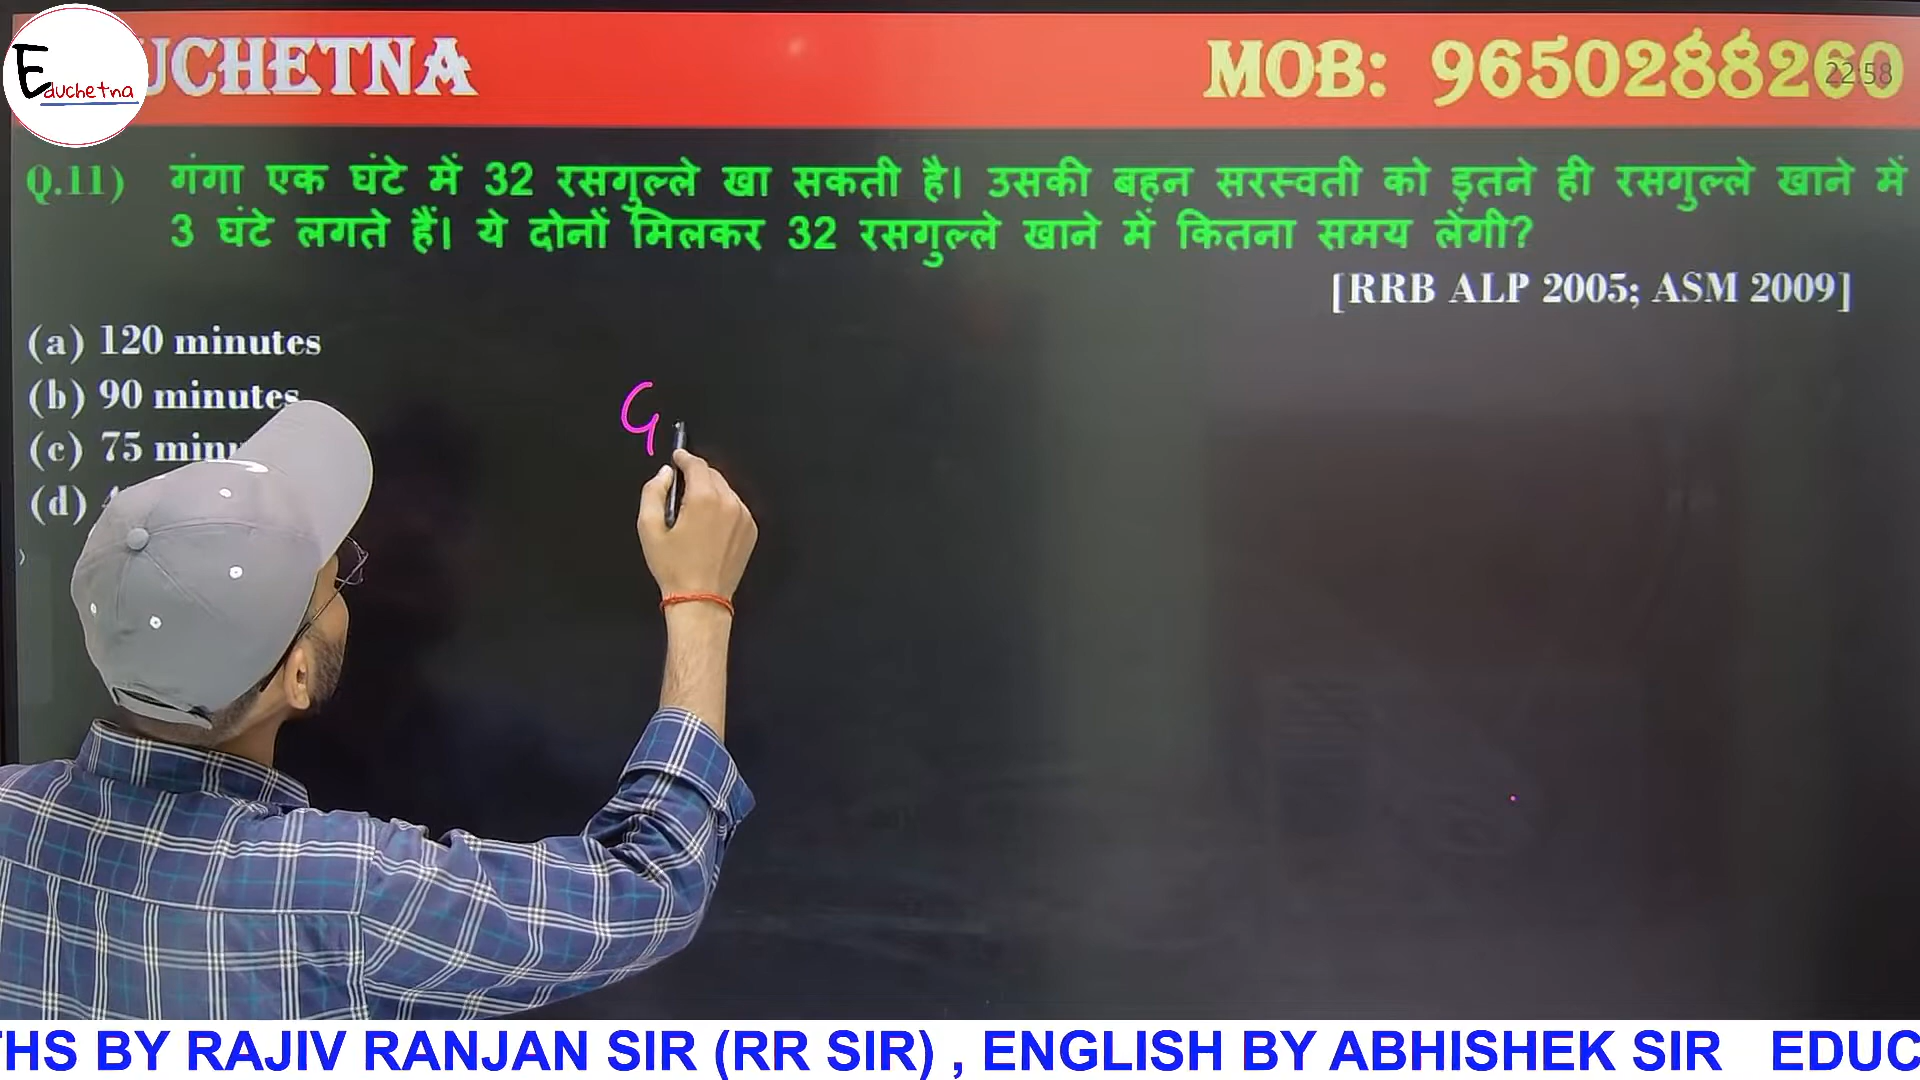 Educhetna
UCHETNA
MOB: 9650288260
22:58
Q.11) गंगा एक घंटे में 32 रसगुल्ले खा सकती है। उसकी बहन सरस्वती को इतने ही रसगुल्ले खाने में
3 घंटे लगते हैं। ये दोनों मिलकर 32 रसगुल्ले खाने में कितना समय लेंगी?
[RRB ALP 2005; ASM 2009]
(a) 120 minutes
(b) 90 minutes
(c) 75
(d)
G
THS BY RAJIV RANJAN SIR (RR SIR) , ENGLISH BY ABHISHEK SIR EDUC